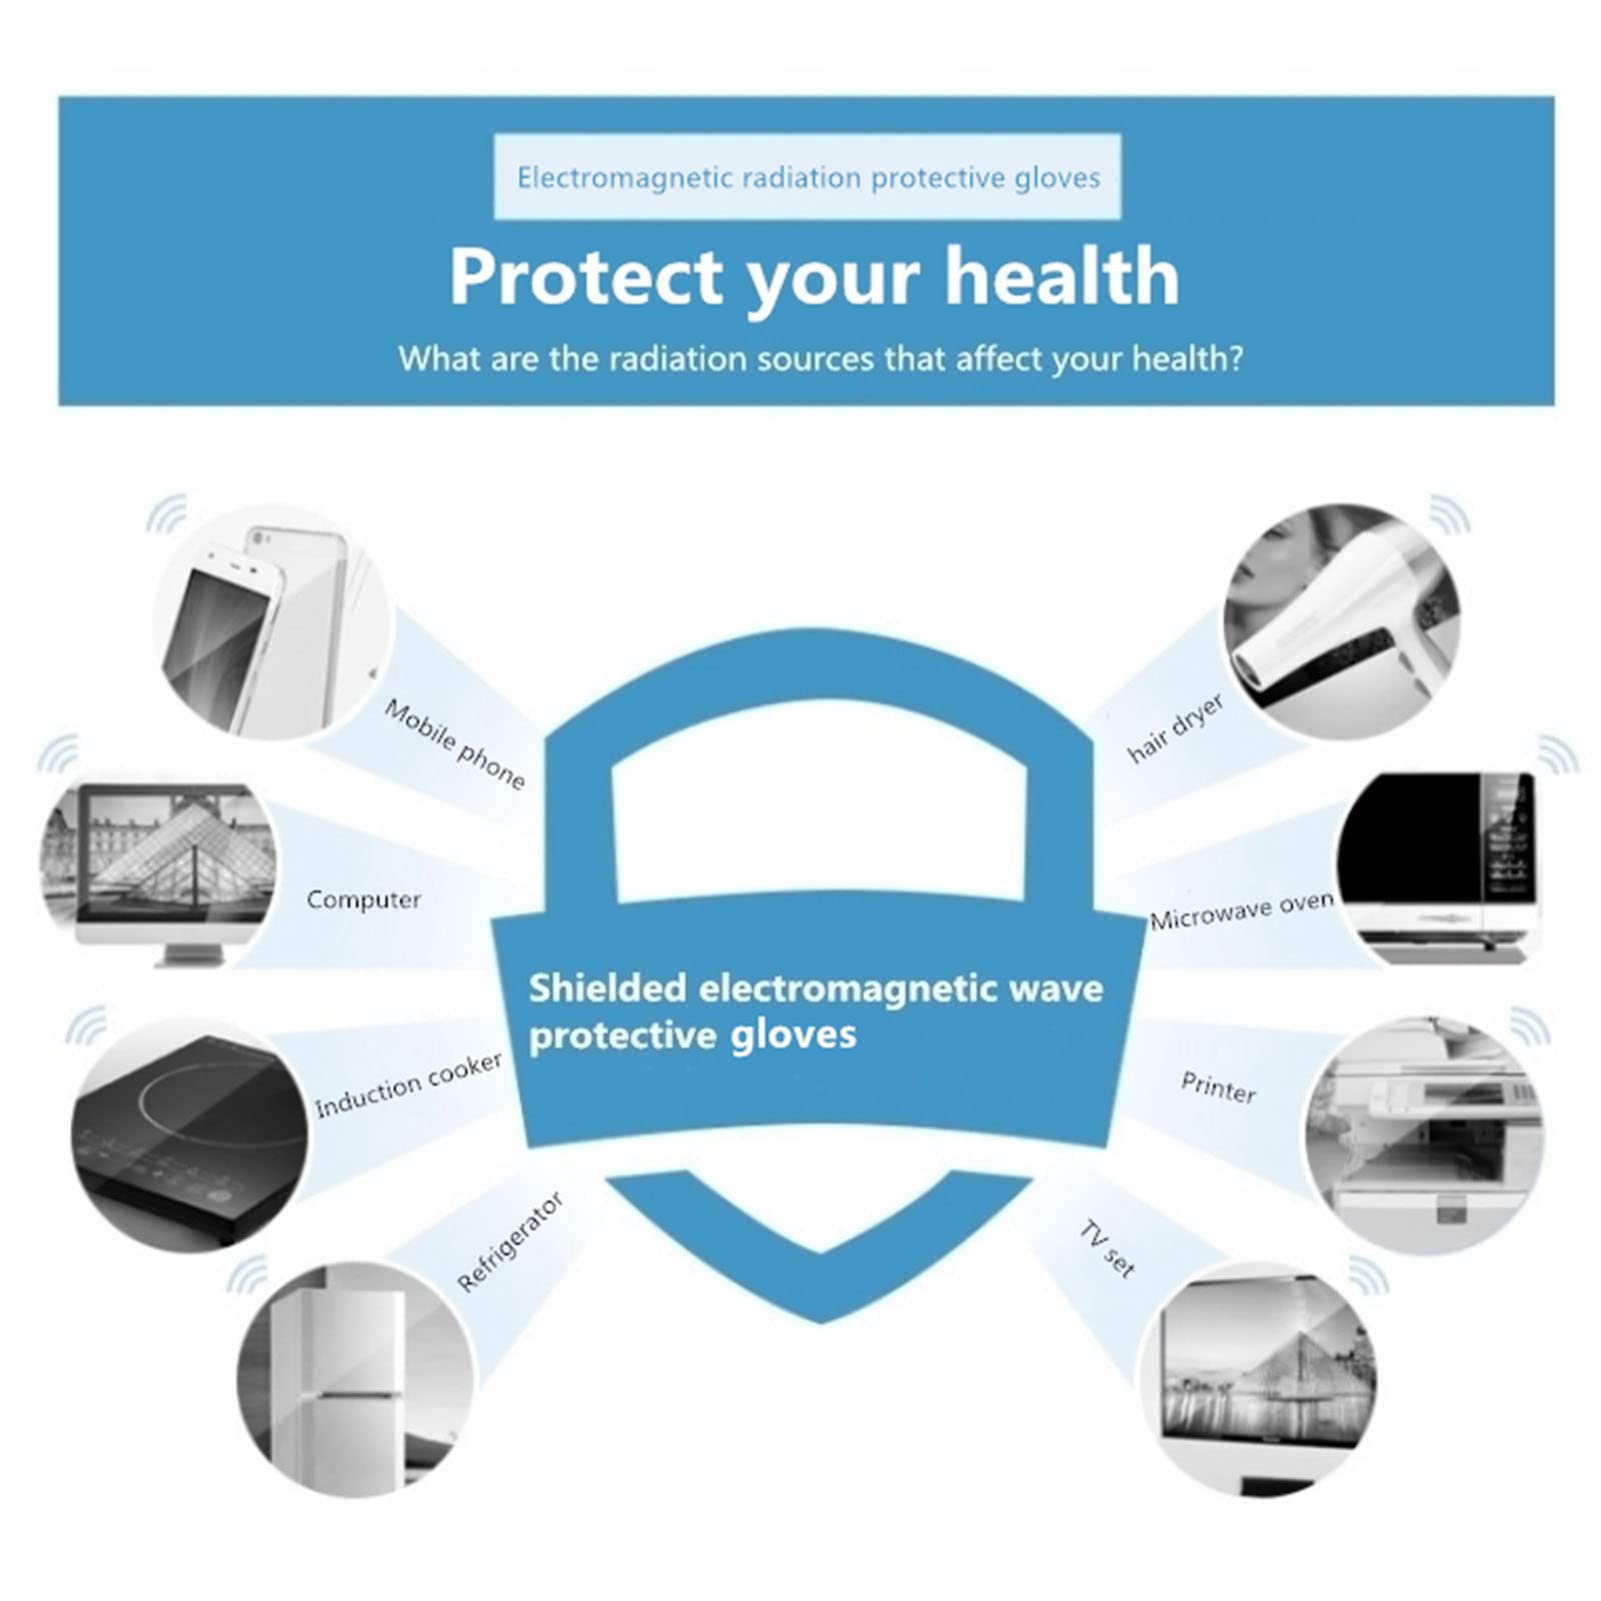 Electromagnetic radiation protective gloves
Protect your health
What are the radiation sources that affect your health?
Mobile phone
hair dryer
Computer
Microwave oven
Shielded electromagnetic wave
protective gloves
Induction cooker
Printer
Refrigerator
TV set